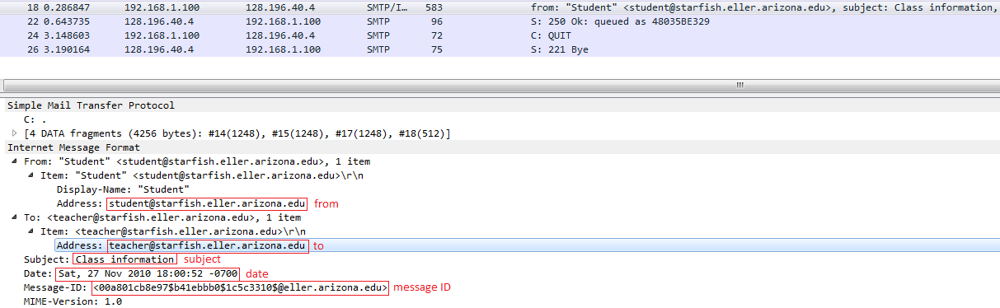 18 0.286847 192.168.1.100 128.196.40.4 SMTP/I… 583 from: "Student" <student@starfish.eller.arizona.edu>, subject: Class information,
22 0.643735 128.196.40.4 192.168.1.100 SMTP 96 S: 250 Ok: queued as 48035BE329
24 3.148603 192.168.1.100 128.196.40.4 SMTP 72 C: QUIT
26 3.190164 128.196.40.4 192.168.1.100 SMTP 75 S: 221 Bye
Simple Mail Transfer Protocol
C: .
[4 DATA fragments (4256 bytes): #14(1248), #15(1248), #17(1248), #18(512)]
Internet Message Format
From: "Student" <student@starfish.eller.arizona.edu>, 1 item
Item: "Student" <student@starfish.eller.arizona.edu>\r\n
Display-Name: "Student"
Address: student@starfish.eller.arizona.edu from
To: <teacher@starfish.eller.arizona.edu>, 1 item
Item: <teacher@starfish.eller.arizona.edu>\r\n
Address: teacher@starfish.eller.arizona.edu to
Subject: Class information subject
Date: Sat, 27 Nov 2010 18:00:52 -0700 date
Message-ID: <00a801cb8e97$b41ebbb0$1c5c3310$@eller.arizona.edu> message ID
MIME-Version: 1.0